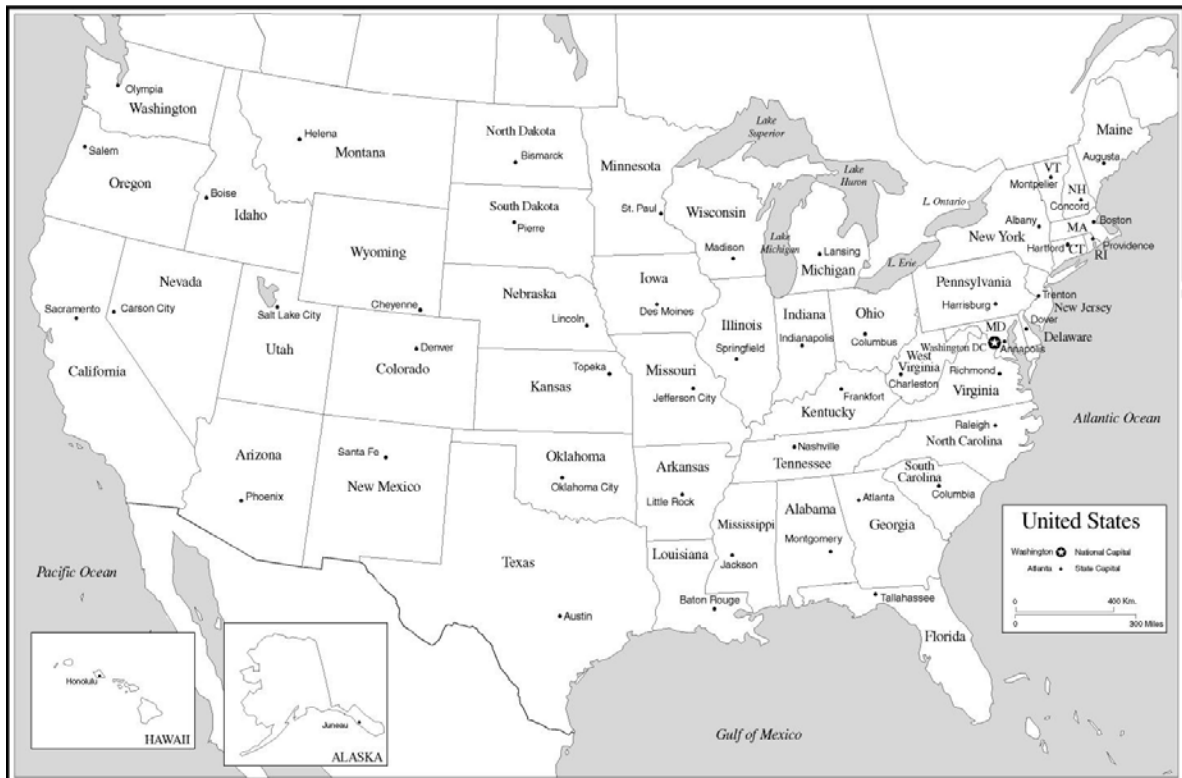 Olympia
Washington
Salem
Oregon
Boise
Idaho
Helena
Montana
North Dakota
Bismarck
South Dakota
Pierre
Minnesota
St. Paul
Wisconsin
Madison
Lake
Superior
Lake
Michigan
Lake
Huron
L. Ontario
L. Erie
Lansing
Michigan
Maine
Augusta
VT
Montpelier
NH
Concord
Albany
New York
MA
Boston
Hartford
CT
RI
Providence
Wyoming
Cheyenne
Nebraska
Lincoln
Iowa
Des Moines
Illinois
Springfield
Indiana
Indianapolis
Ohio
Columbus
Pennsylvania
Harrisburg
Trenton
New Jersey
MD
Dover
Delaware
Washington DC
Annapolis
West
Virginia
Charleston
Richmond
Virginia
Nevada
Carson City
Sacramento
California
Salt Lake City
Utah
Denver
Colorado
Topeka
Kansas
Missouri
Jefferson City
Frankfort
Kentucky
Raleigh
North Carolina
Nashville
Tennessee
South
Carolina
Columbia
Arizona
Phoenix
Santa Fe
New Mexico
Oklahoma
Oklahoma City
Arkansas
Little Rock
Mississippi
Jackson
Alabama
Montgomery
Atlanta
Georgia
Texas
Austin
Louisiana
Baton Rouge
Tallahassee
Florida
Pacific Ocean
Atlantic Ocean
Gulf of Mexico
Honolulu
HAWAII
Juneau
ALASKA
United States
Washington National Capital
Atlanta State Capital
0 400 Km.
0 300 Miles